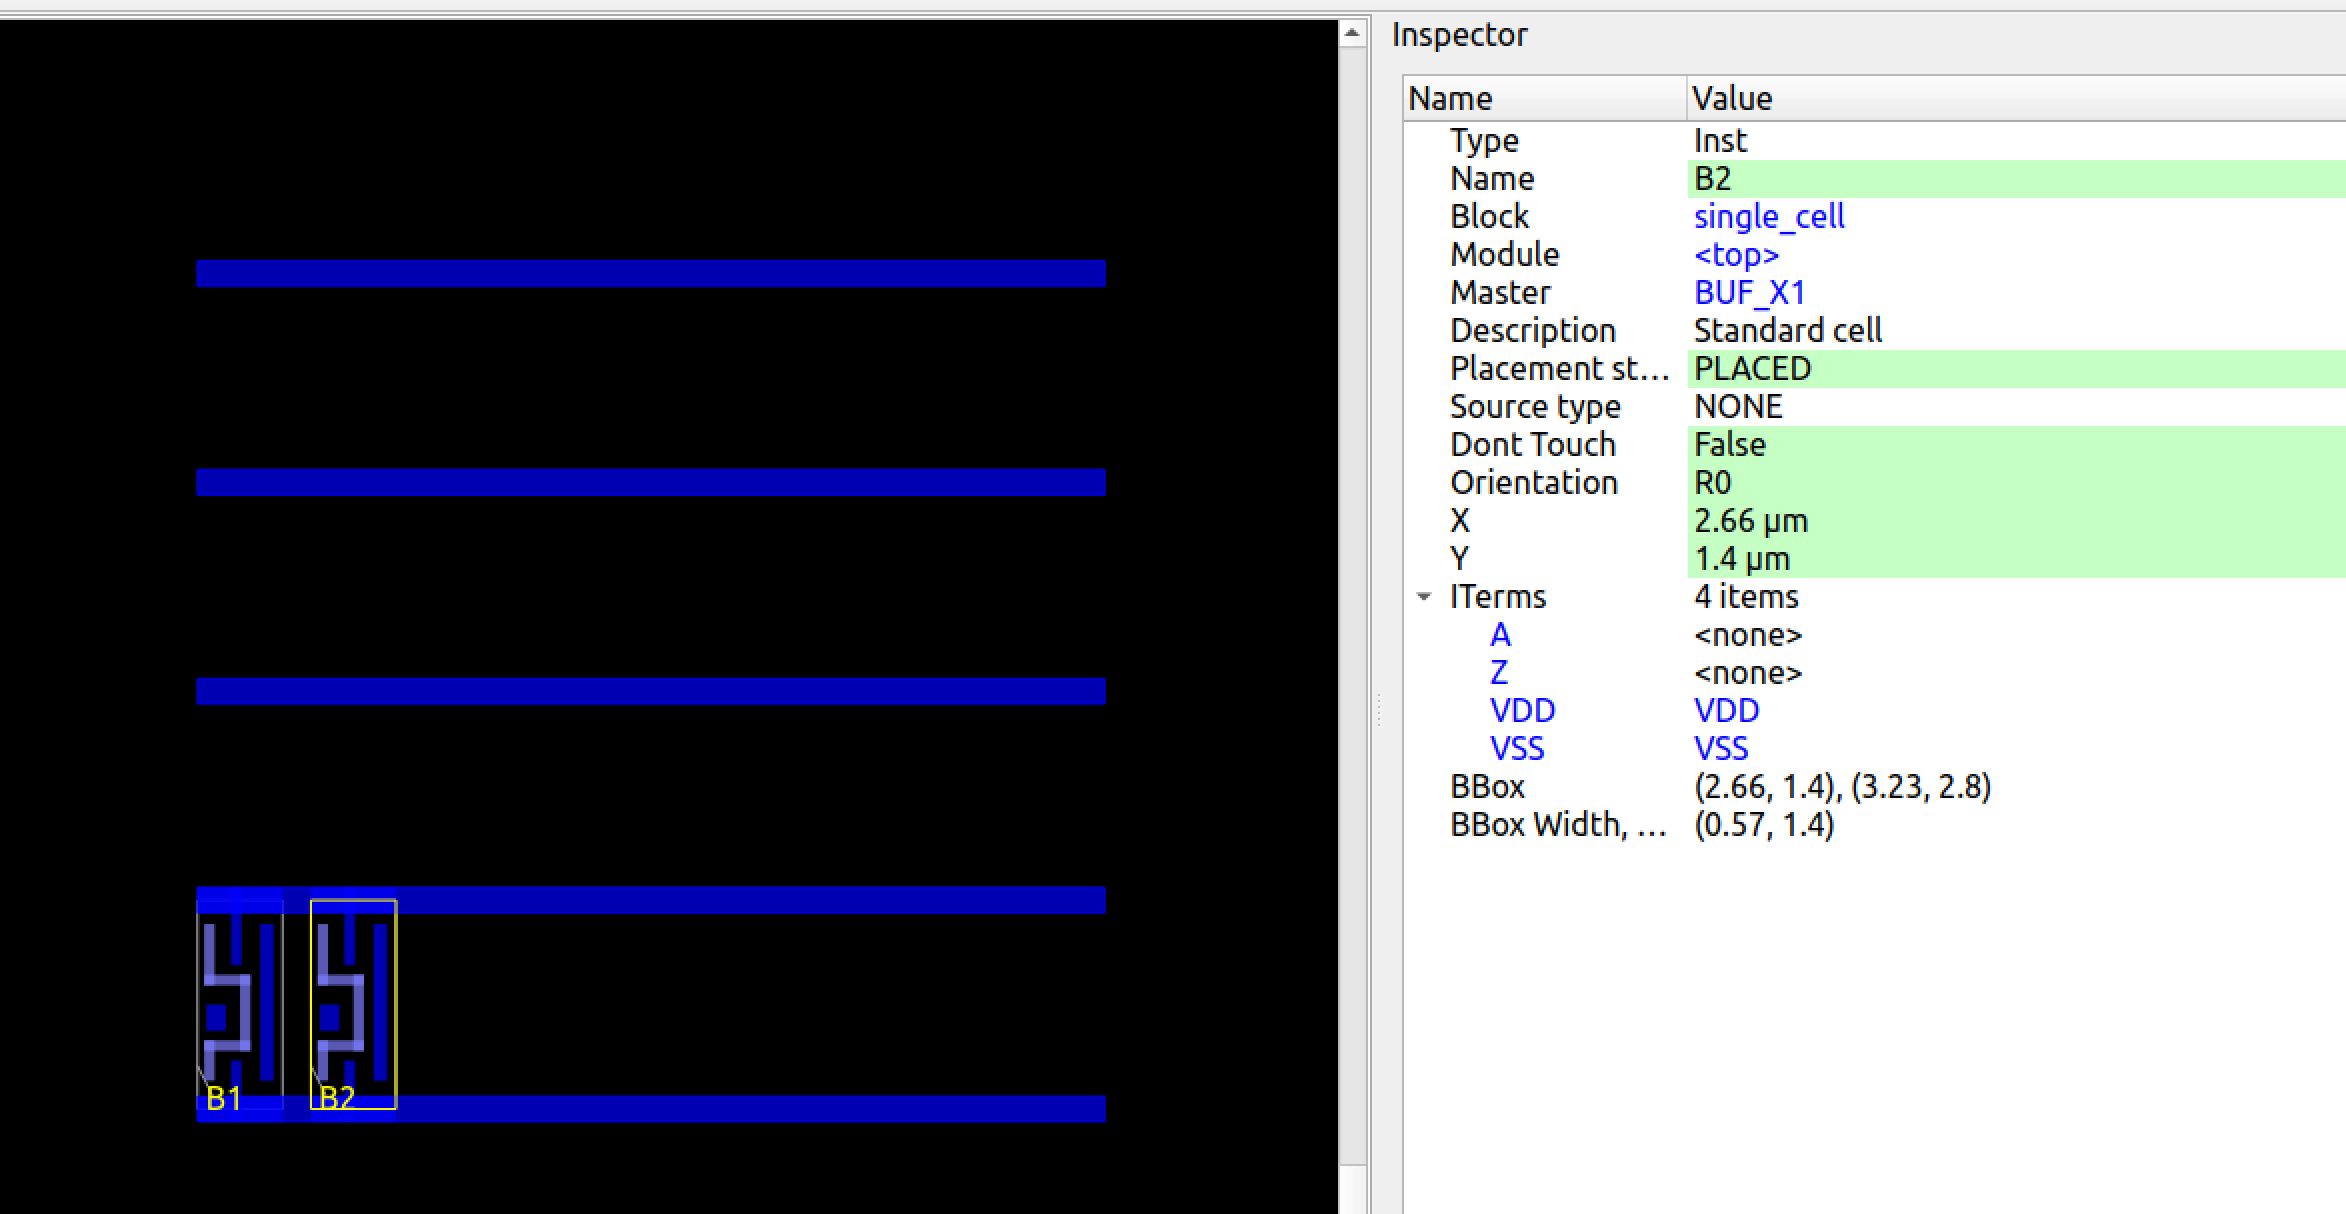 Inspector
Name Value
Type Inst
Name B2
Block single_cell
Module <top>
Master BUF_X1
Description Standard cell
Placement st... PLACED
Source type NONE
Dont Touch False
Orientation R0
X 2.66 µm
Y 1.4 µm
ITerms 4 items
A <none>
Z <none>
VDD VDD
VSS VSS
BBox (2.66, 1.4), (3.23, 2.8)
BBox Width, ... (0.57, 1.4)
B1 B2